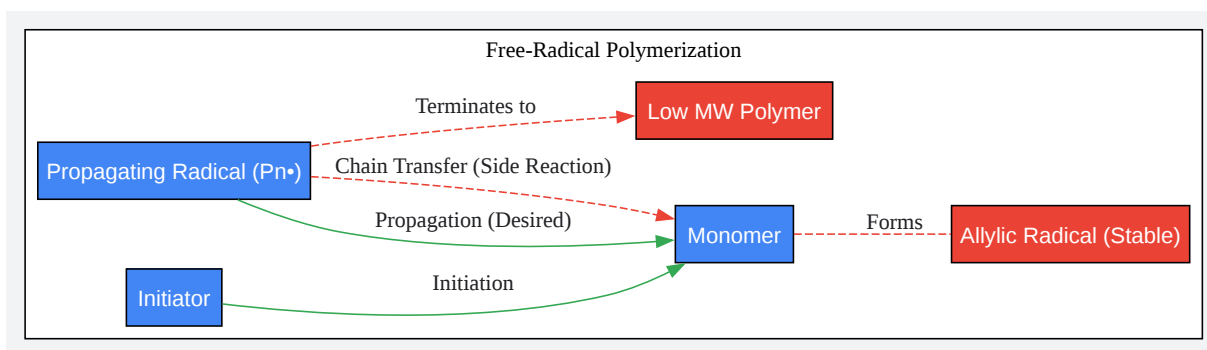 Free-Radical Polymerization
Terminates to
Low MW Polymer
Propagating Radical (Pn•)
Chain Transfer (Side Reaction)
Propagation (Desired)
Monomer
Forms
Allylic Radical (Stable)
Initiation
Initiator